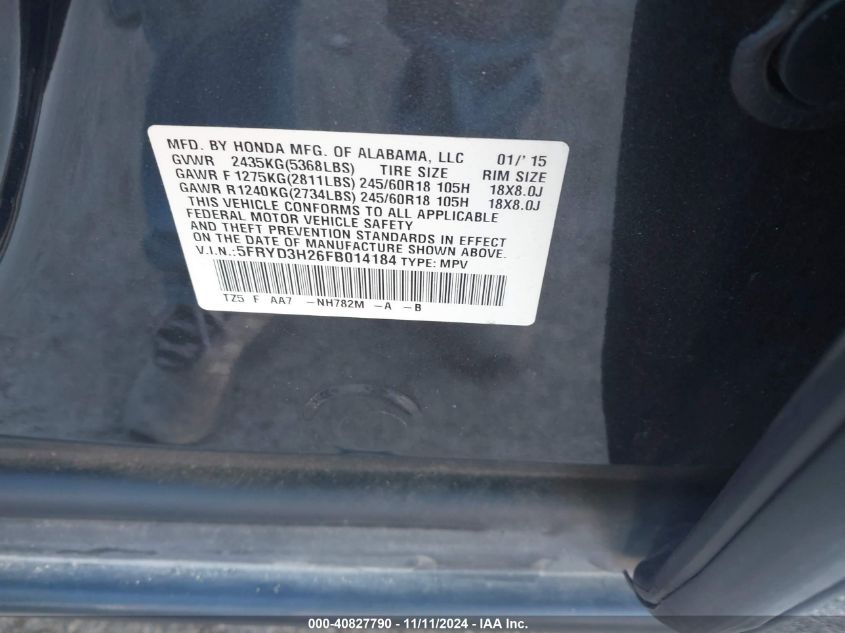 MFD. BY HONDA MFG. OF ALABAMA, LLC 01/'15
GVWR 2435KG(5368LBS) TIRE SIZE RIM SIZE
GAWR F 1275KG(2811LBS) 245/60R18 105H 18X8.0J
GAWR R1240KG(2734LBS) 245/60R18 105H 18X8.0J
THIS VEHICLE CONFORMS TO ALL APPLICABLE
FEDERAL MOTOR VEHICLE SAFETY
AND THEFT PREVENTION STANDARDS IN EFFECT
ON THE DATE OF MANUFACTURE SHOWN ABOVE.
V.I.N.:5FRYD3H26FB014184 TYPE: MPV
TZ5 F AA7 -NH782M -A -B
000-40827790 - 11/11/2024 - IAA Inc.